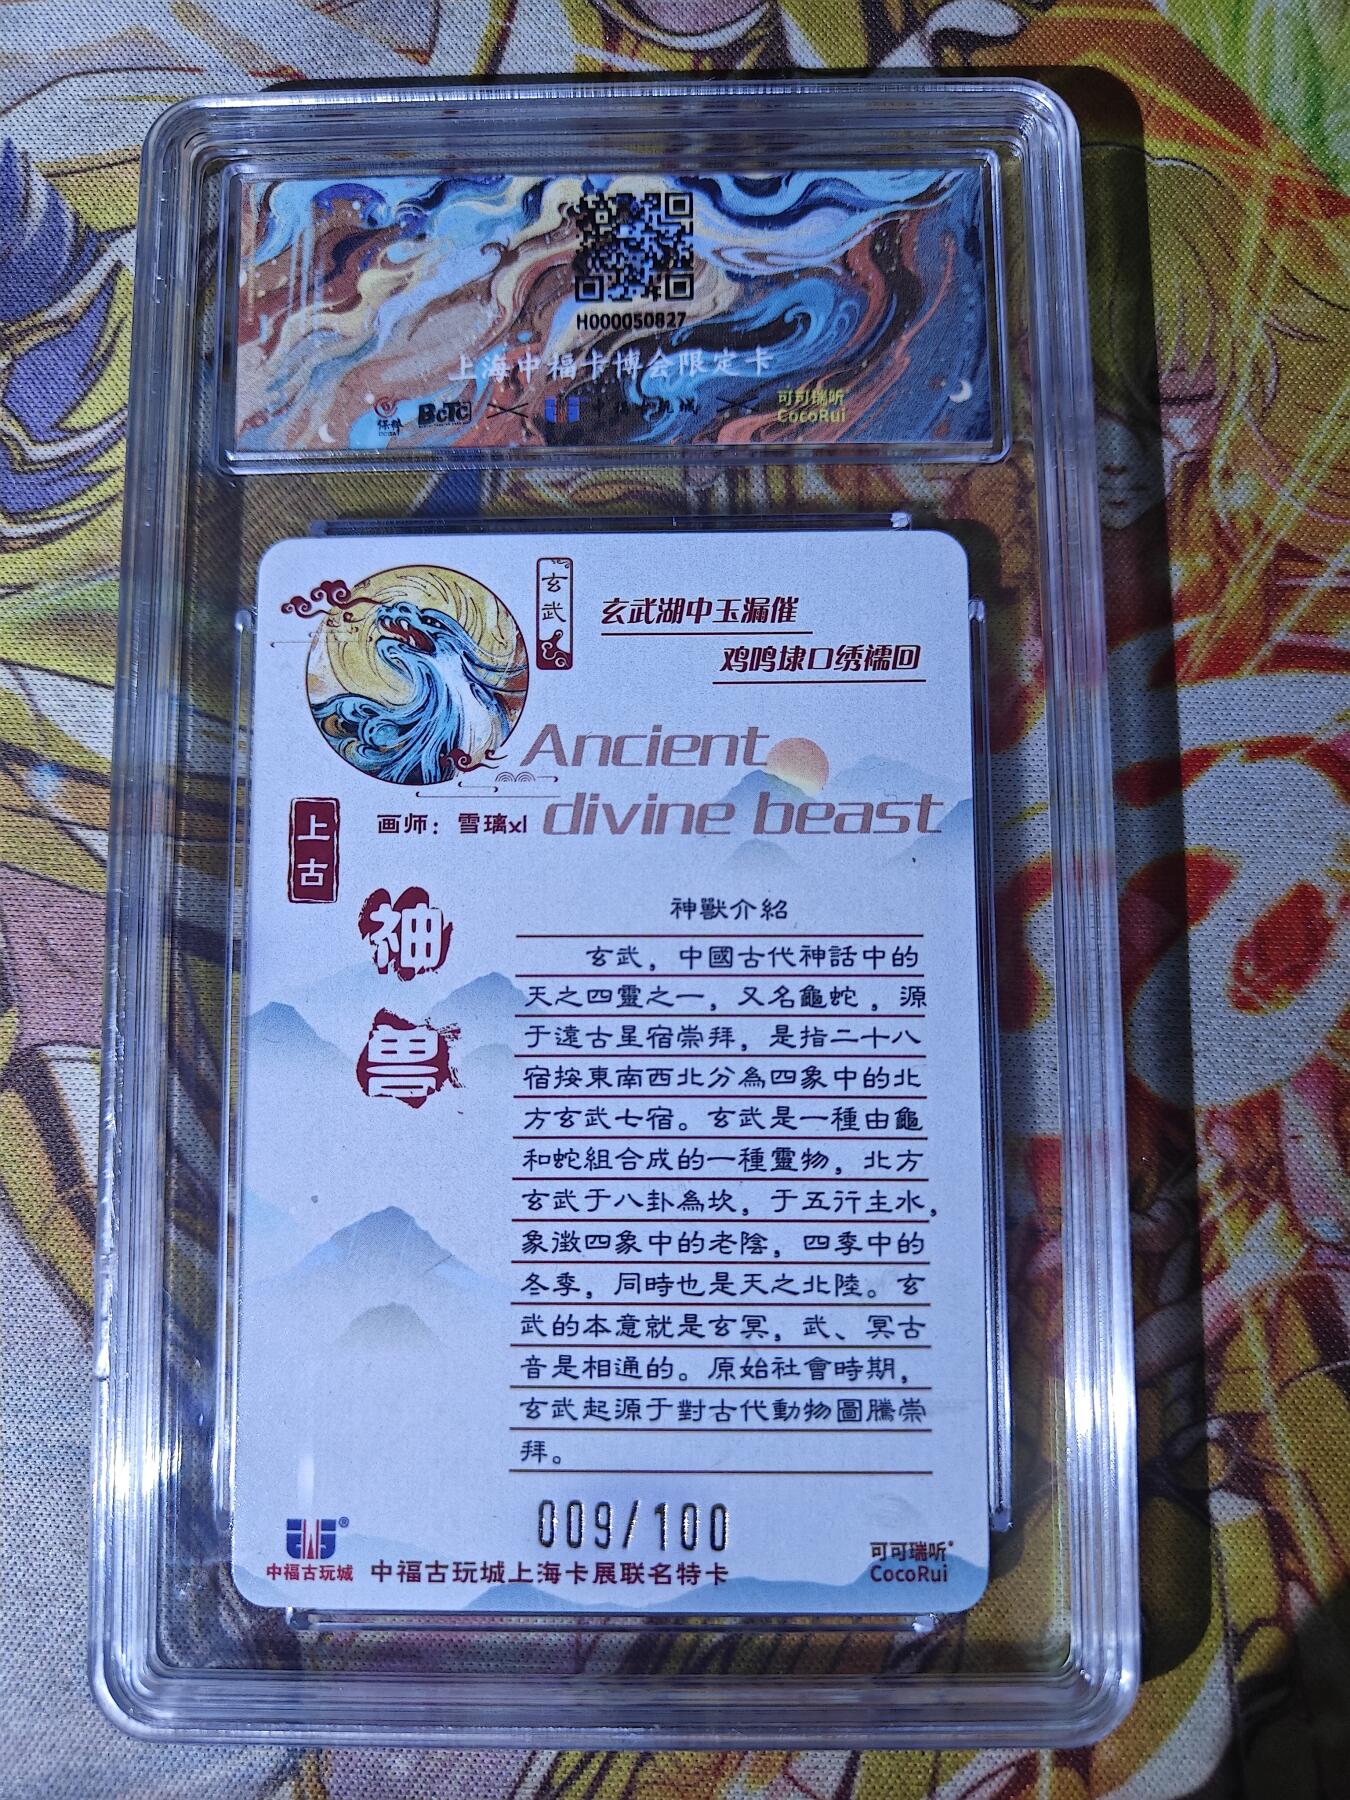 H000050827
上海中福卡博会限定卡
保粹 BCTC 中福古玩城 可可瑞听
CocoRui
玄武
玄武湖中玉漏催
鸡鸣埭口绣襦回
Ancient
divine beast
上古
画师：雪璃xl
神兽
神獸介紹
玄武，中國古代神話中的
天之四靈之一，又名龜蛇，源
于遠古星宿崇拜，是指二十八
宿按東南西北分為四象中的北
方玄武七宿。玄武是一種由龜
和蛇組合成的一種靈物，北方
玄武于八卦為坎，于五行主水，
象徵四象中的老陰，四季中的
冬季，同時也是天之北陸。玄
武的本意就是玄冥，武、冥古
音是相通的。原始社會時期，
玄武起源于對古代動物圖騰崇
拜。
009/100
中福古玩城
中福古玩城上海卡展联名特卡
可可瑞听
CocoRui